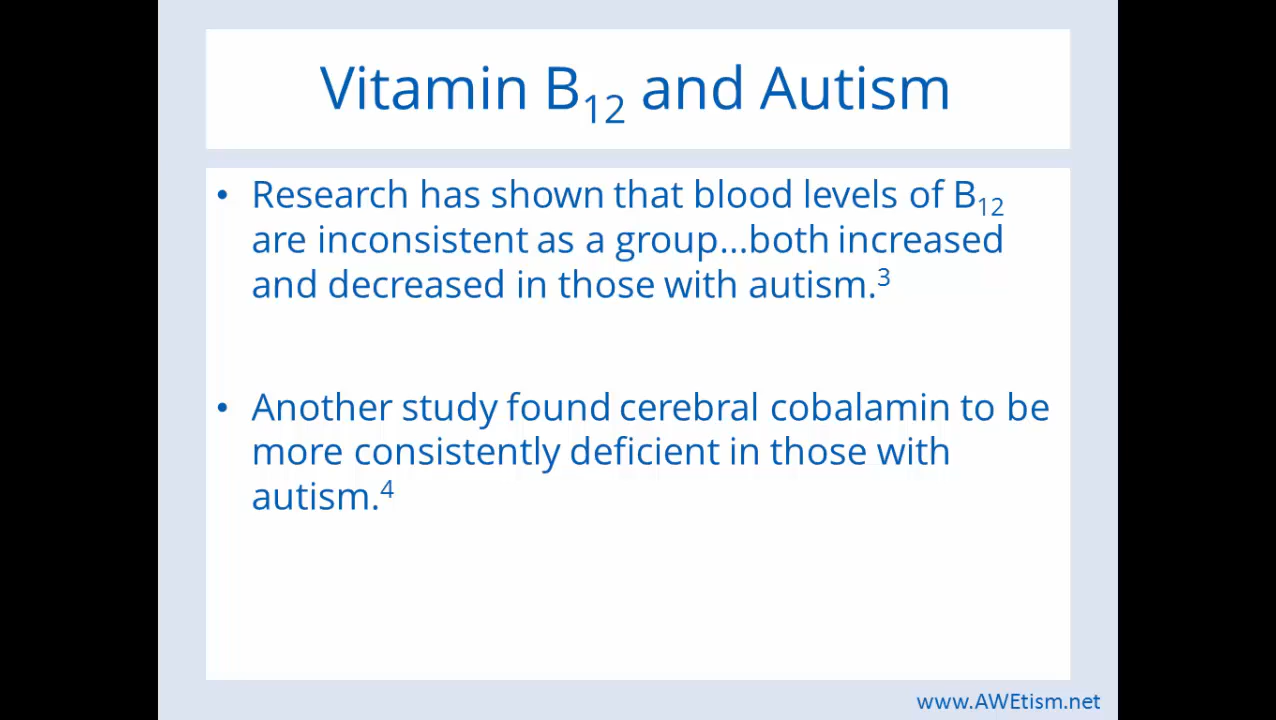 Vitamin B12 and Autism
• Research has shown that blood levels of B12
are inconsistent as a group...both increased
and decreased in those with autism.3
• Another study found cerebral cobalamin to be
more consistently deficient in those with
autism.4
www.AWEtism.net